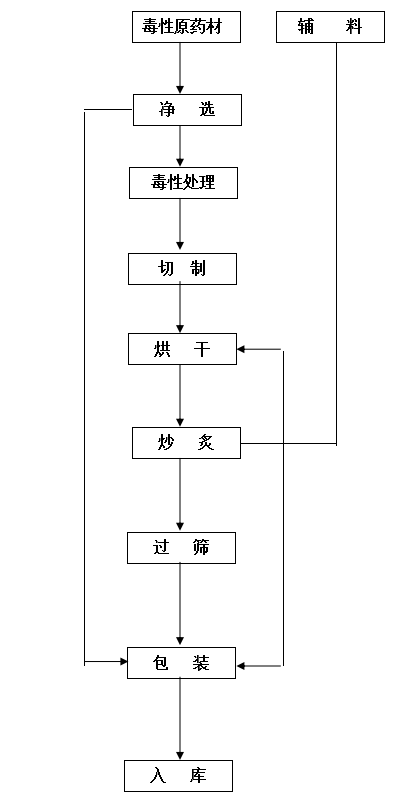 毒性原药材
辅 料
净 选
毒性处理
切 制
烘 干
炒 炙
过 筛
包 装
入 库